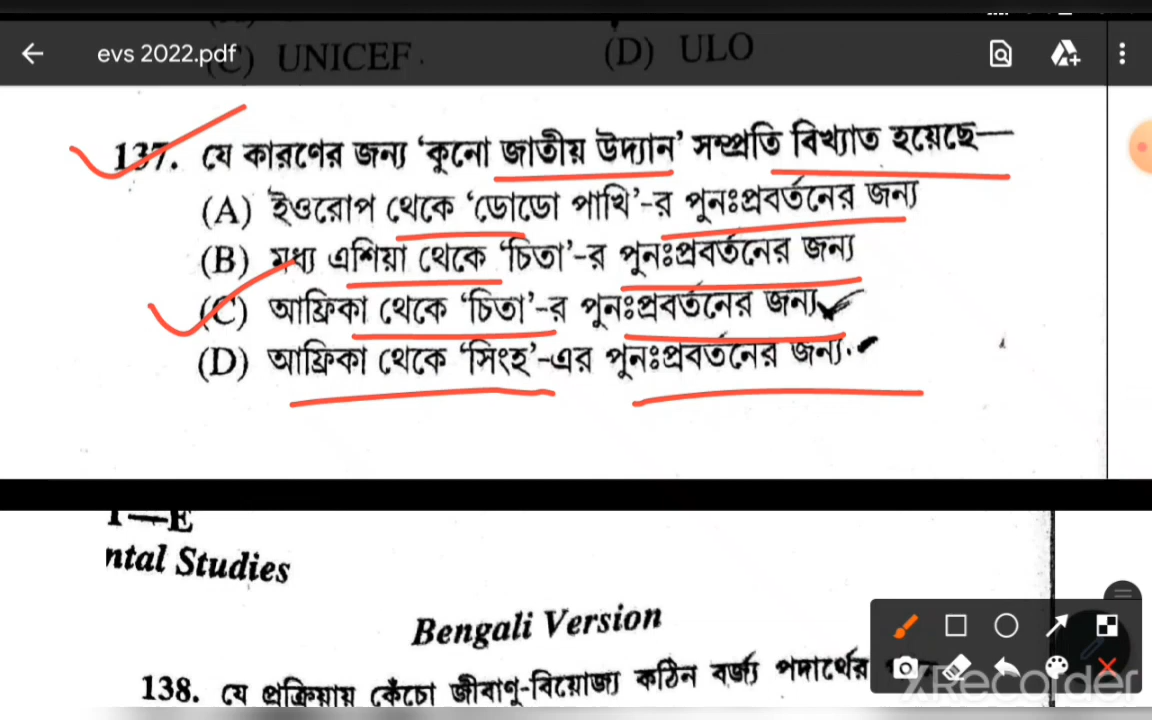 evs 2022.pdf
(C) UNICEF (D) ULO
137. যে কারণের জন্য ‘কুনো জাতীয় উদ্যান’ সম্প্রতি বিখ্যাত হয়েছে—
(A) ইওরোপ থেকে ‘ডোডো পাখি’-র পুনঃপ্রবর্তনের জন্য
(B) মধ্য এশিয়া থেকে ‘চিতা’-র পুনঃপ্রবর্তনের জন্য
(C) আফ্রিকা থেকে ‘চিতা’-র পুনঃপ্রবর্তনের জন্য
(D) আফ্রিকা থেকে ‘সিংহ’-এর পুনঃপ্রবর্তনের জন্য
I—E
ntal Studies
Bengali Version
138. যে প্রক্রিয়ায় কেঁচো জীবাণু-বিয়োজ্য কঠিন বর্জ্য পদার্থের
XRecorder